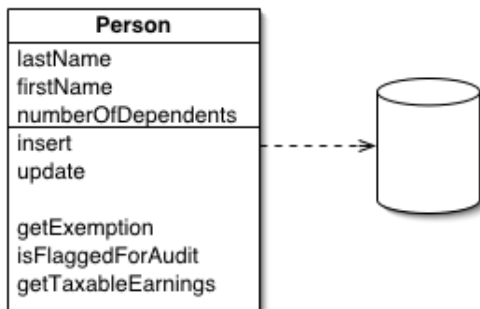 Person
lastName
firstName
numberOfDependents
insert
update
getExemption
isFlaggedForAudit
getTaxableEarnings